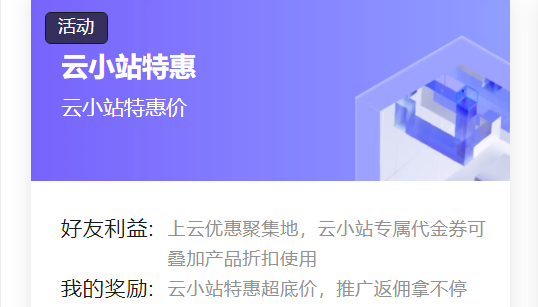 活动
云小站特惠
云小站特惠价
好友利益: 上云优惠聚集地，云小站专属代金券可
叠加产品折扣使用
我的奖励: 云小站特惠超底价，推广返佣拿不停